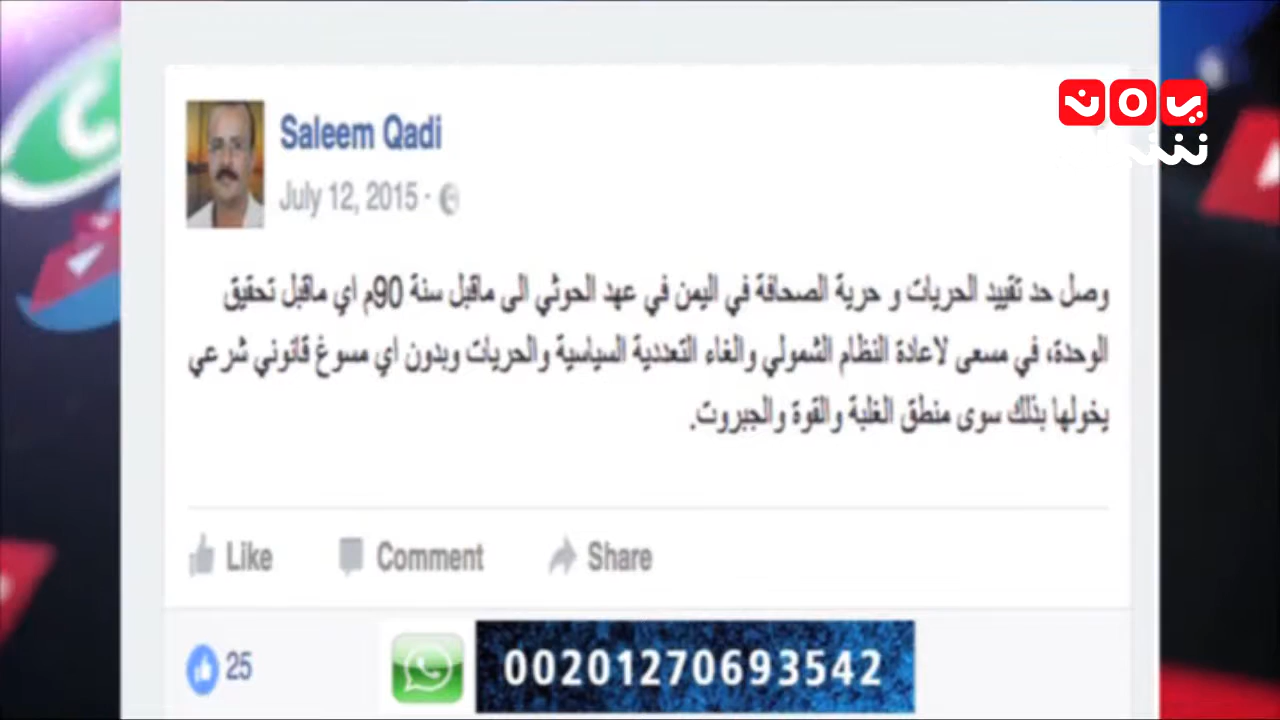 يمن
شباب
Saleem Qadi
July 12, 2015 ·
وصل حد تقييد الحريات و حرية الصحافة في اليمن في عهد الحوثي الى ماقبل سنة 90م اي ماقبل تحقيق
الوحدة، في مسعى لاعادة النظام الشمولي والغاء التعددية السياسية والحريات وبدون اي مسوغ قانوني شرعي
يخولها بذلك سوى منطق الغلبة والقوة والجبروت.
Like Comment Share
25
00201270693542